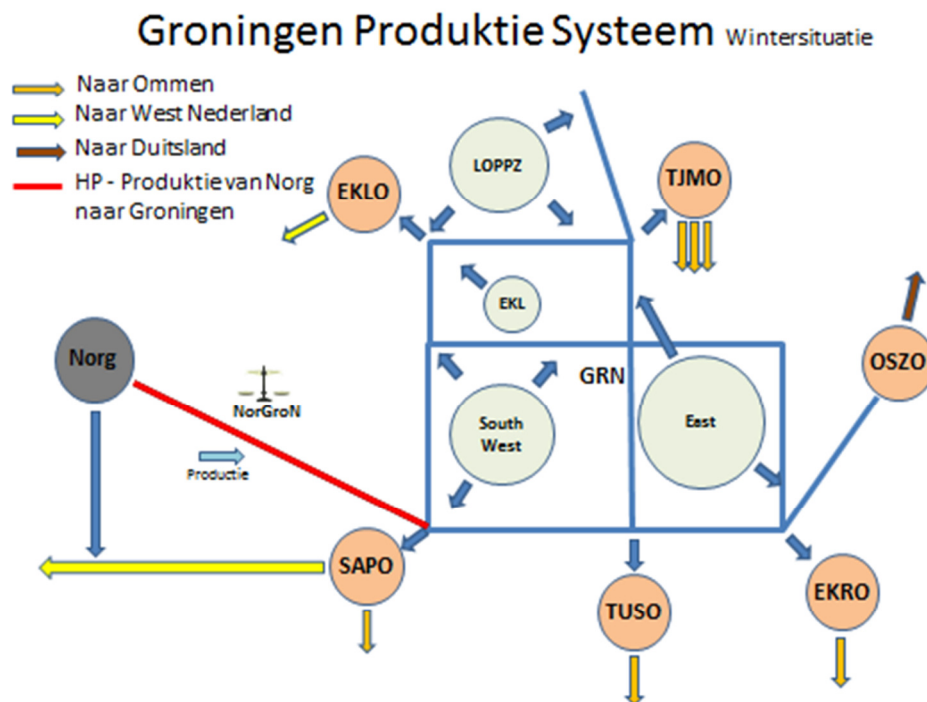 Groningen Produktie Systeem Wintersituatie
Naar Ommen
Naar West Nederland
Naar Duitsland
HP - Produktie van Norg
naar Groningen
LOPPZ
EKLO
TJMO
EKL
Norg
NorGroN
Productie
GRN
OSZO
South
West
East
SAPO
TUSO
EKRO